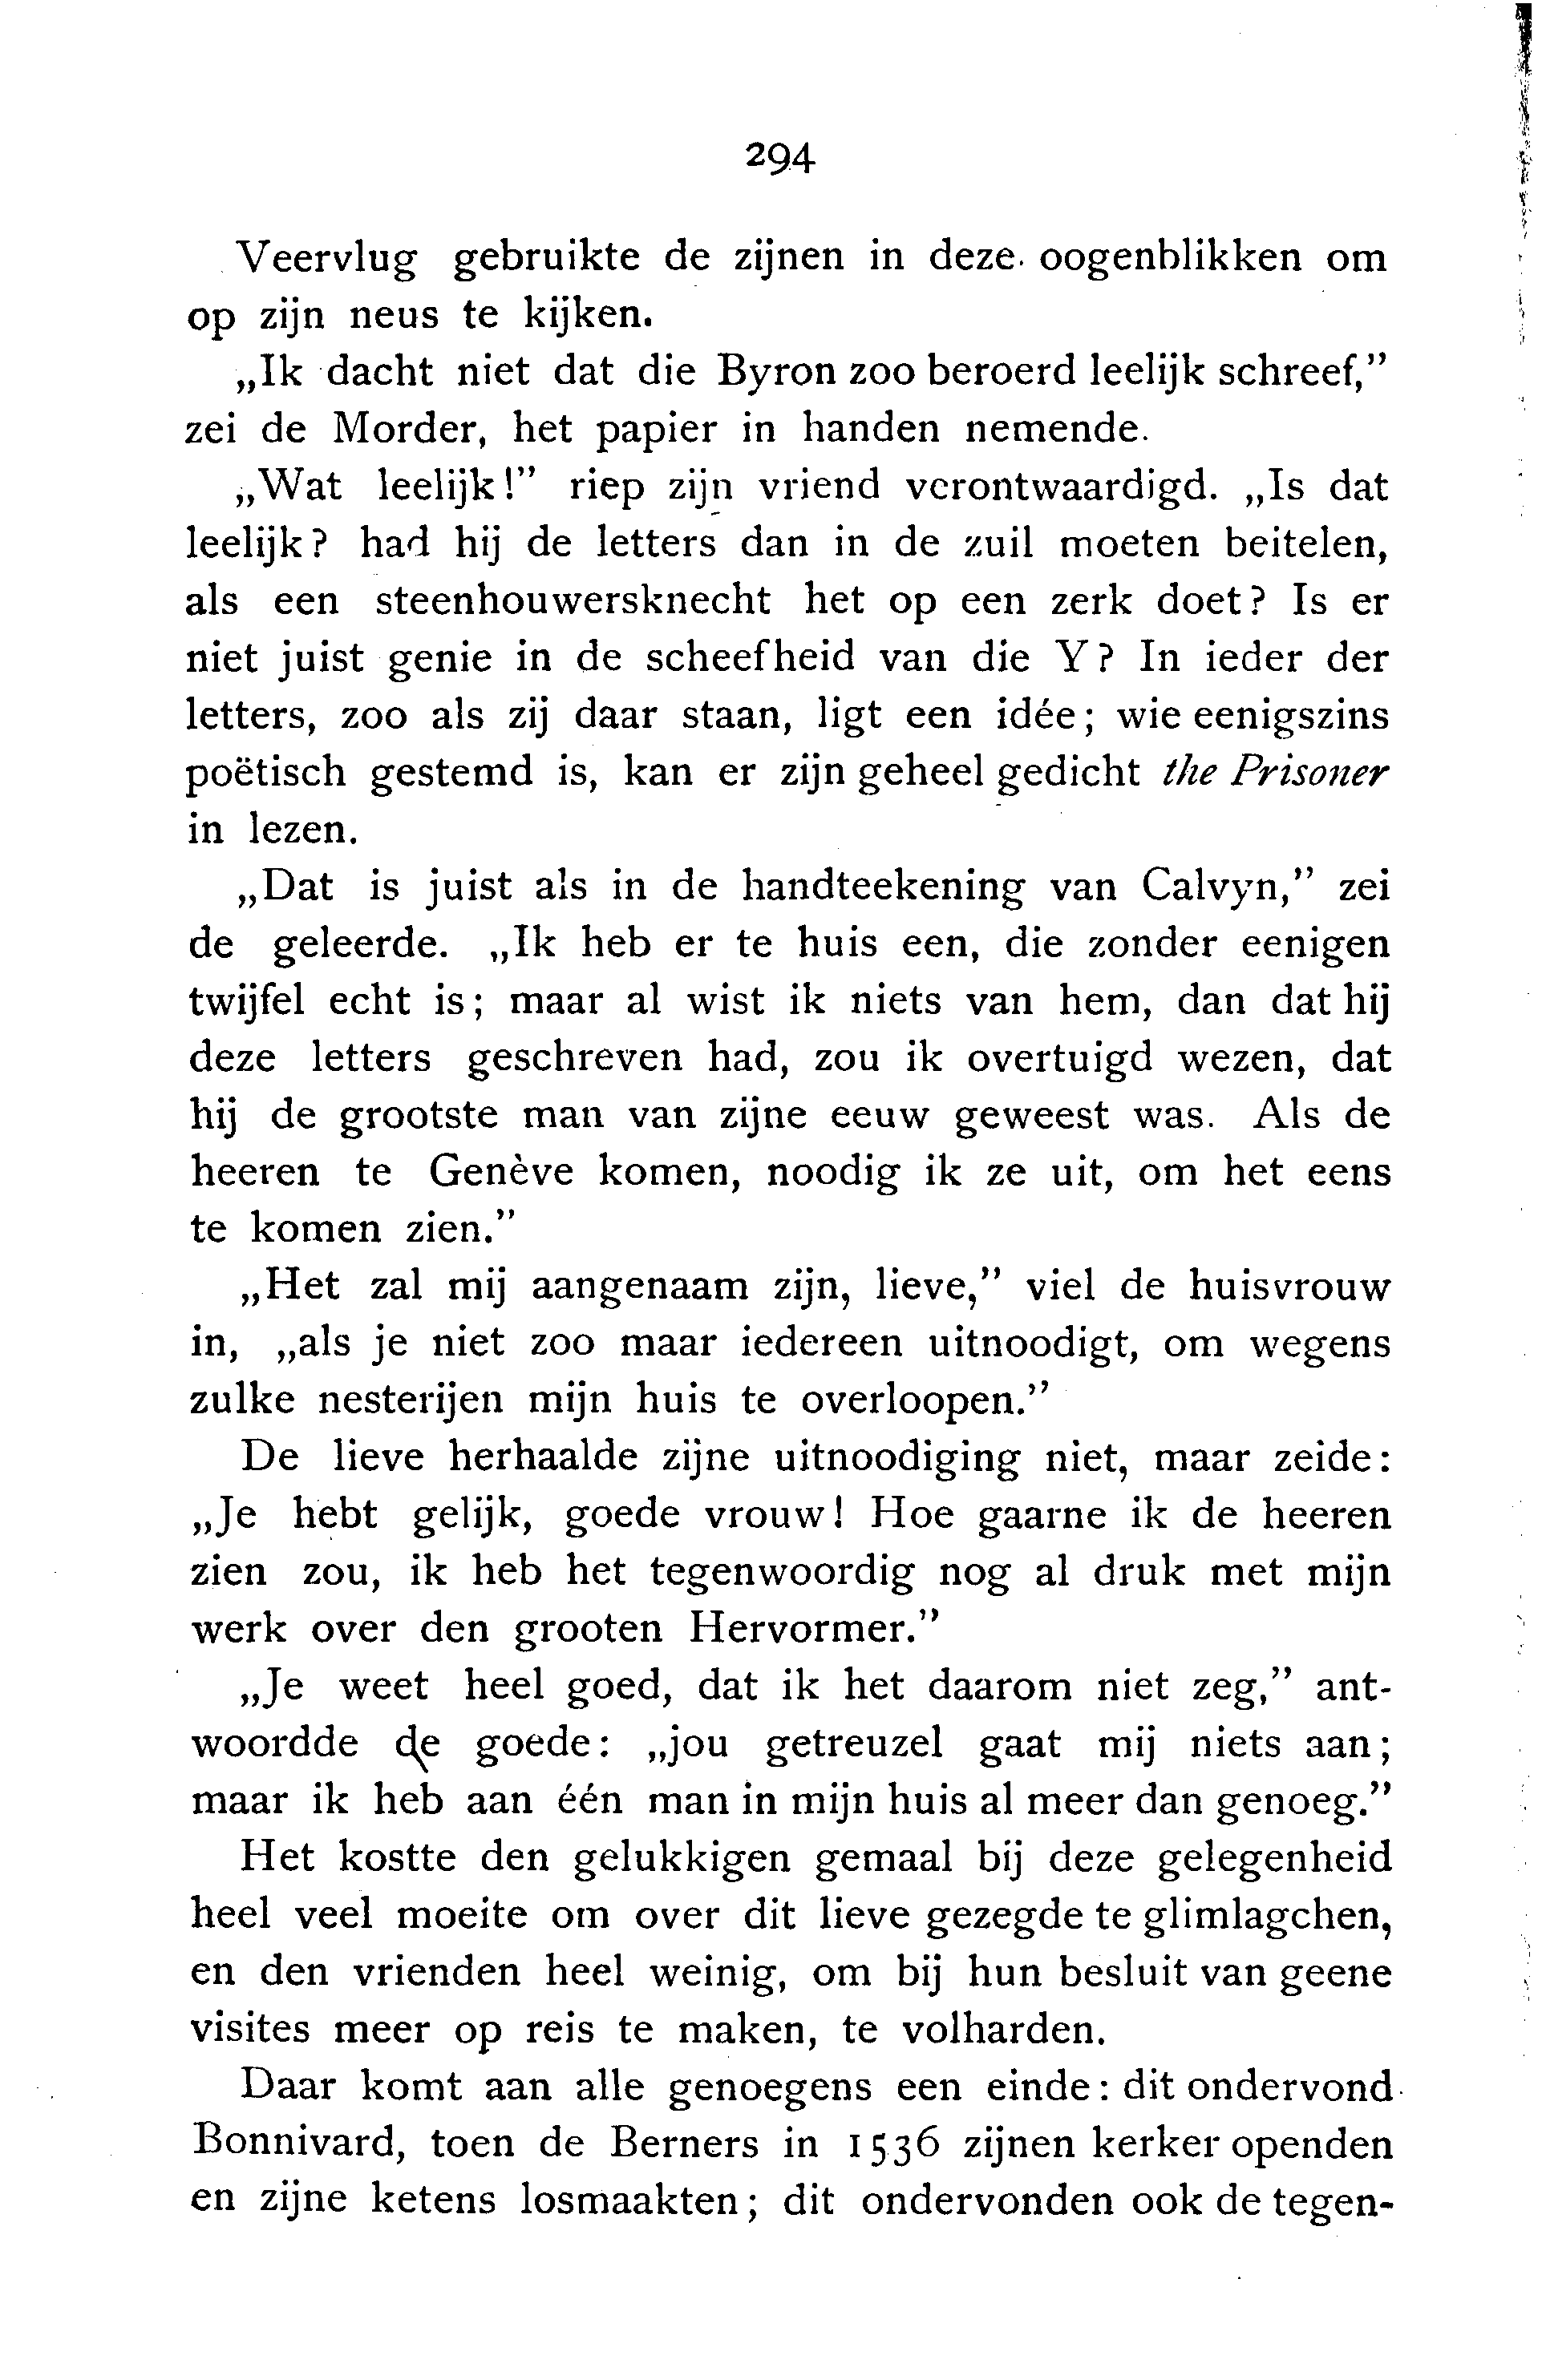 294
Veervlug gebruikte de zijnen in deze oogenblikken om
op zijn neus te kijken.
„Ik dacht niet dat die Byron zoo beroerd leelijk schreef,”
zei de Morder, het papier in handen nemende.
„Wat leelijk!” riep zijn vriend verontwaardigd. „Is dat
leelijk? had hij de letters dan in de zuil moeten beitelen,
als een steenhouwersknecht het op een zerk doet? Is er
niet juist genie in de scheefheid van die Y? In ieder der
letters, zoo als zij daar staan, ligt een idée; wie eenigszins
poëtisch gestemd is, kan er zijn geheel gedicht the Prisoner
in lezen.
„Dat is juist als in de handteekening van Calvyn,” zei
de geleerde. „Ik heb er te huis een, die zonder eenigen
twijfel echt is; maar al wist ik niets van hem, dan dat hij
deze letters geschreven had, zou ik overtuigd wezen, dat
hij de grootste man van zijne eeuw geweest was. Als de
heeren te Genève komen, noodig ik ze uit, om het eens
te komen zien.”
„Het zal mij aangenaam zijn, lieve,” viel de huisvrouw
in, „als je niet zoo maar iedereen uitnoodigt, om wegens
zulke nesterijen mijn huis te overloopen.”
De lieve herhaalde zijne uitnoodiging niet, maar zeide:
„Je hebt gelijk, goede vrouw! Hoe gaarne ik de heeren
zien zou, ik heb het tegenwoordig nog al druk met mijn
werk over den grooten Hervormer.”
„Je weet heel goed, dat ik het daarom niet zeg,” ant-
woordde de goede: „jou getreuzel gaat mij niets aan;
maar ik heb aan één man in mijn huis al meer dan genoeg.”
Het kostte den gelukkigen gemaal bij deze gelegenheid
heel veel moeite om over dit lieve gezegde te glimlagchen,
en den vrienden heel weinig, om bij hun besluit van geene
visites meer op reis te maken, te volharden.
Daar komt aan alle genoegens een einde: dit ondervond
Bonnivard, toen de Berners in 1536 zijnen kerker openden
en zijne ketens losmaakten; dit ondervonden ook de tegen-